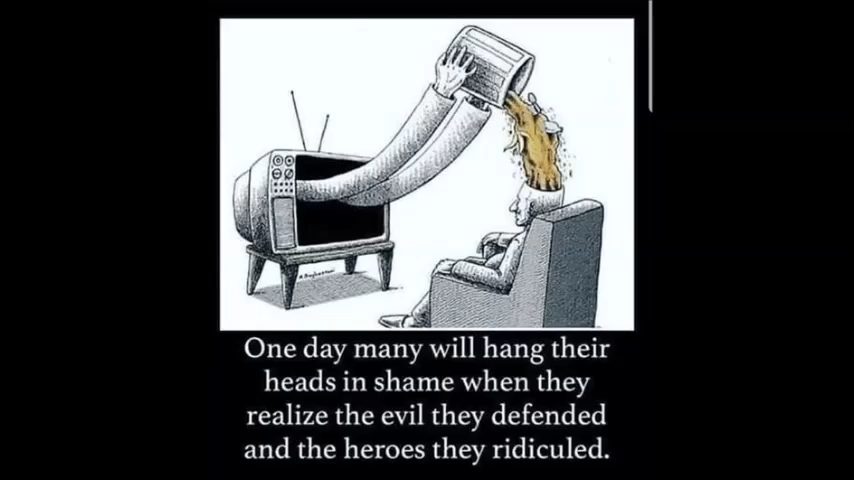 One day many will hang their
heads in shame when they
realize the evil they defended
and the heroes they ridiculed.